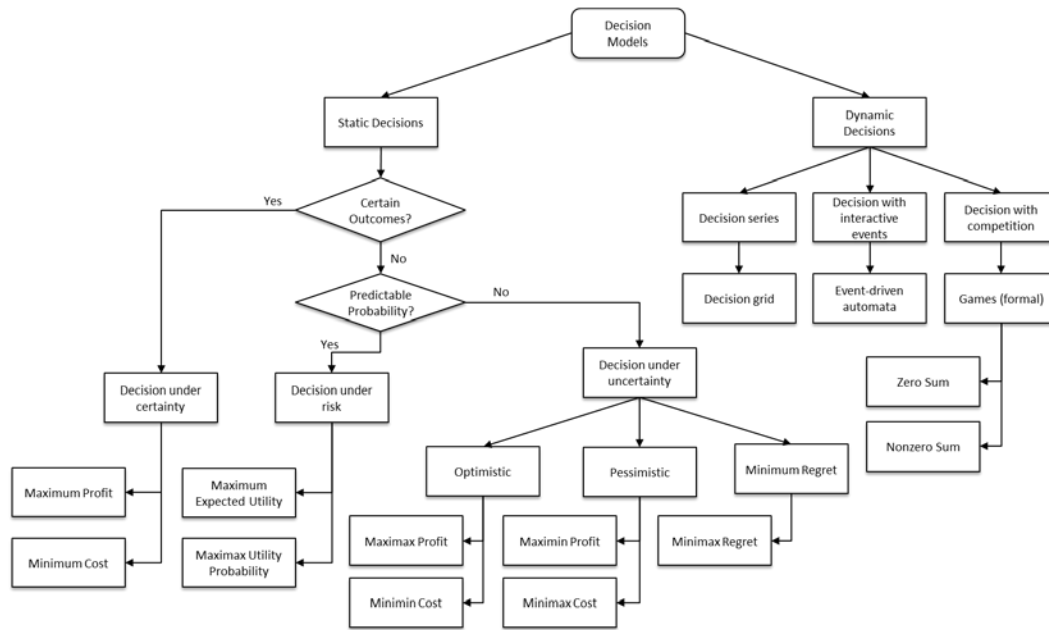 Decision
Models
Static Decisions
Dynamic
Decisions
Yes
Certain
Outcomes?
No
Decision series
Decision with
interactive
events
Decision with
competition
Predictable
Probability?
No
Yes
Decision grid
Event-driven
automata
Games (formal)
Decision under
certainty
Decision under
risk
Decision under
uncertainty
Zero Sum
Nonzero Sum
Optimistic
Pessimistic
Minimum Regret
Maximum Profit
Maximum
Expected Utility
Maximax Profit
Maximin Profit
Minimax Regret
Minimum Cost
Maximax Utility
Probability
Minimin Cost
Minimax Cost